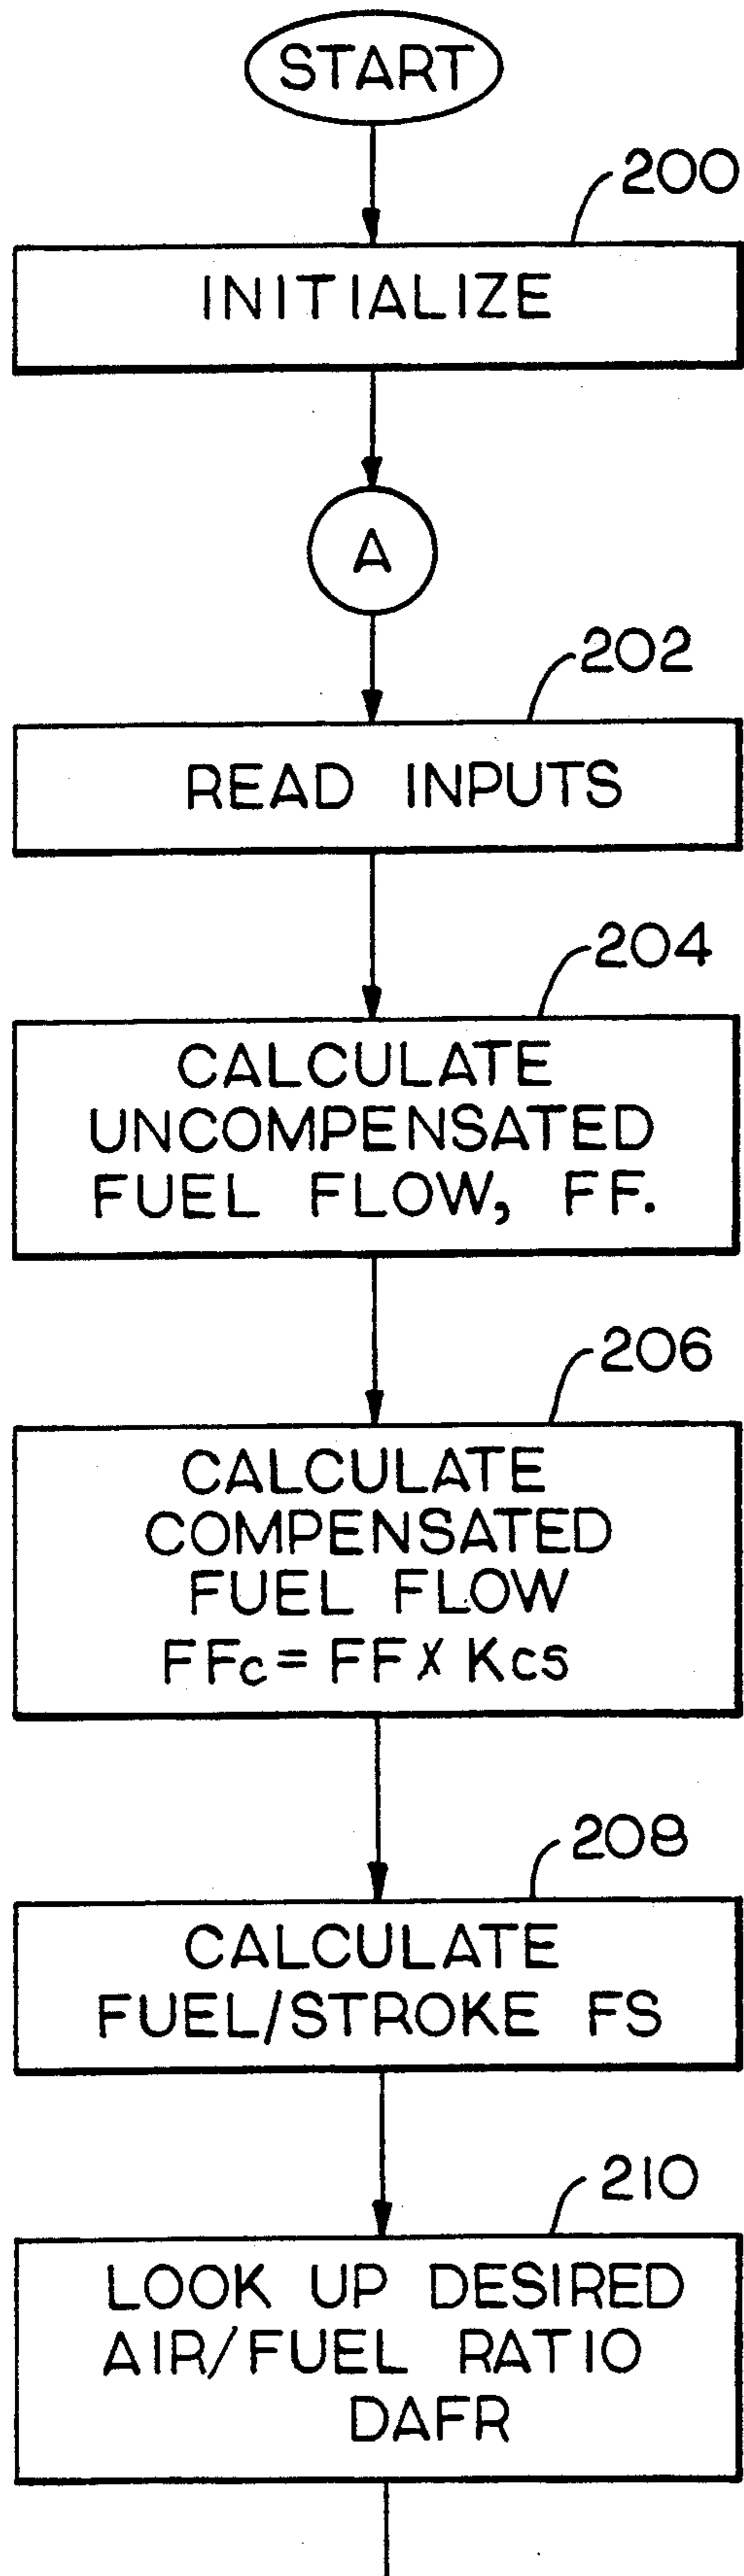 START
200
INITIALIZE
A
202
READ INPUTS
204
CALCULATE
UNCOMPENSATED
FUEL FLOW, FF.
206
CALCULATE
COMPENSATED
FUEL FLOW
FFc = FF X Kcs
208
CALCULATE
FUEL/STROKE FS
210
LOOK UP DESIRED
AIR/FUEL RATIO
DAFR